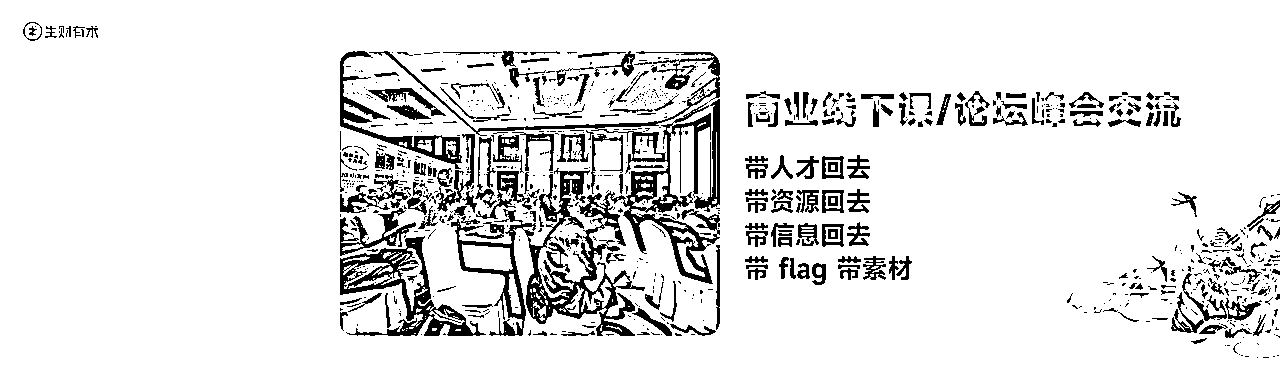 生财有术
商业线下课/论坛峰会交流
带人才回去
带资源回去
带信息回去
带 flag 带素材